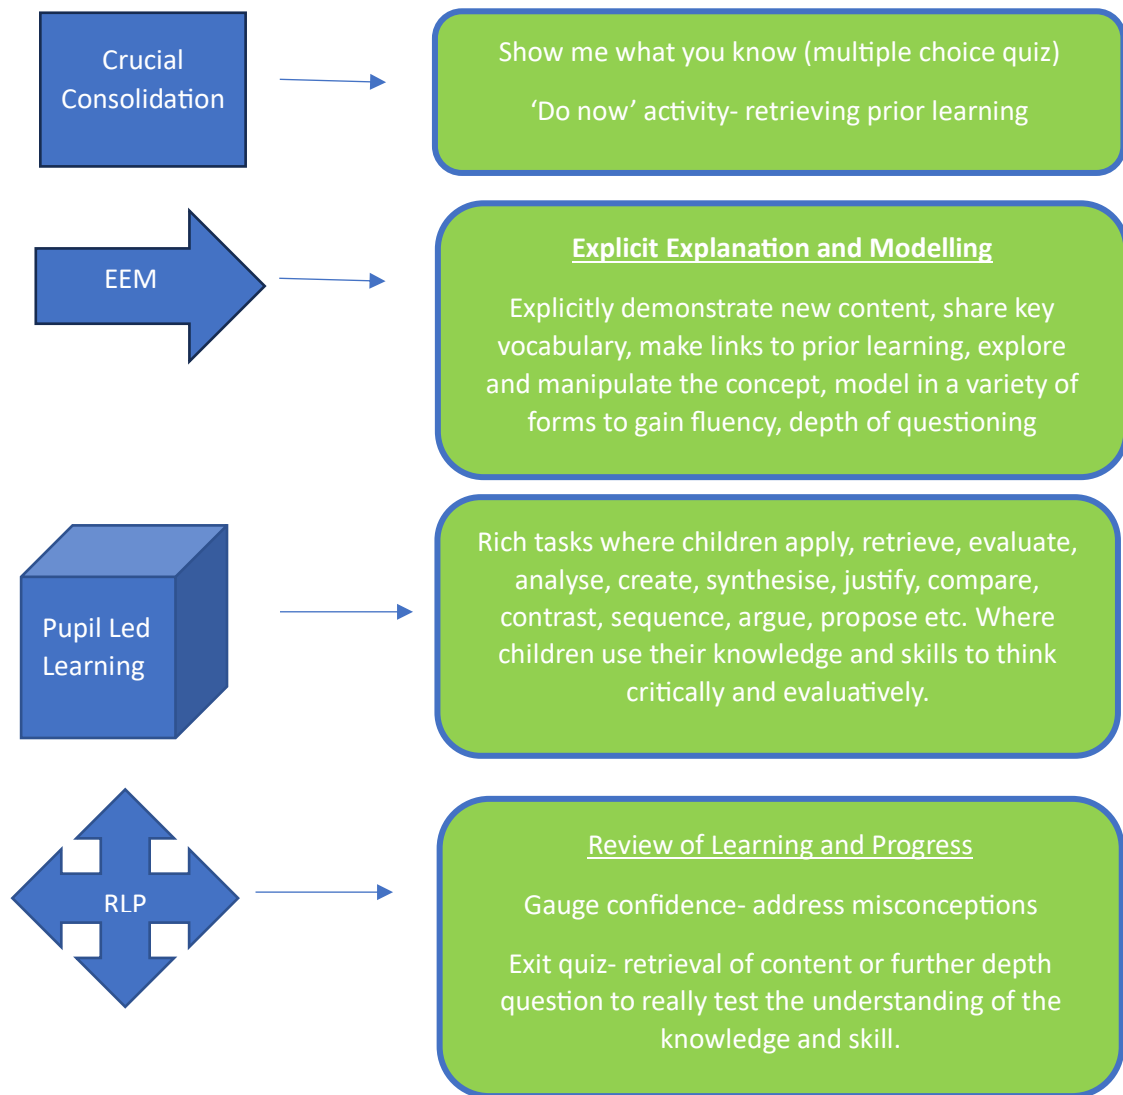 Crucial
Consolidation
Show me what you know (multiple choice quiz)
‘Do now’ activity- retrieving prior learning
EEM
Explicit Explanation and Modelling
Explicitly demonstrate new content, share key
vocabulary, make links to prior learning, explore
and manipulate the concept, model in a variety of
forms to gain fluency, depth of questioning
Pupil Led
Learning
Rich tasks where children apply, retrieve, evaluate,
analyse, create, synthesise, justify, compare,
contrast, sequence, argue, propose etc. Where
children use their knowledge and skills to think
critically and evaluatively.
RLP
Review of Learning and Progress
Gauge confidence- address misconceptions
Exit quiz- retrieval of content or further depth
question to really test the understanding of the
knowledge and skill.